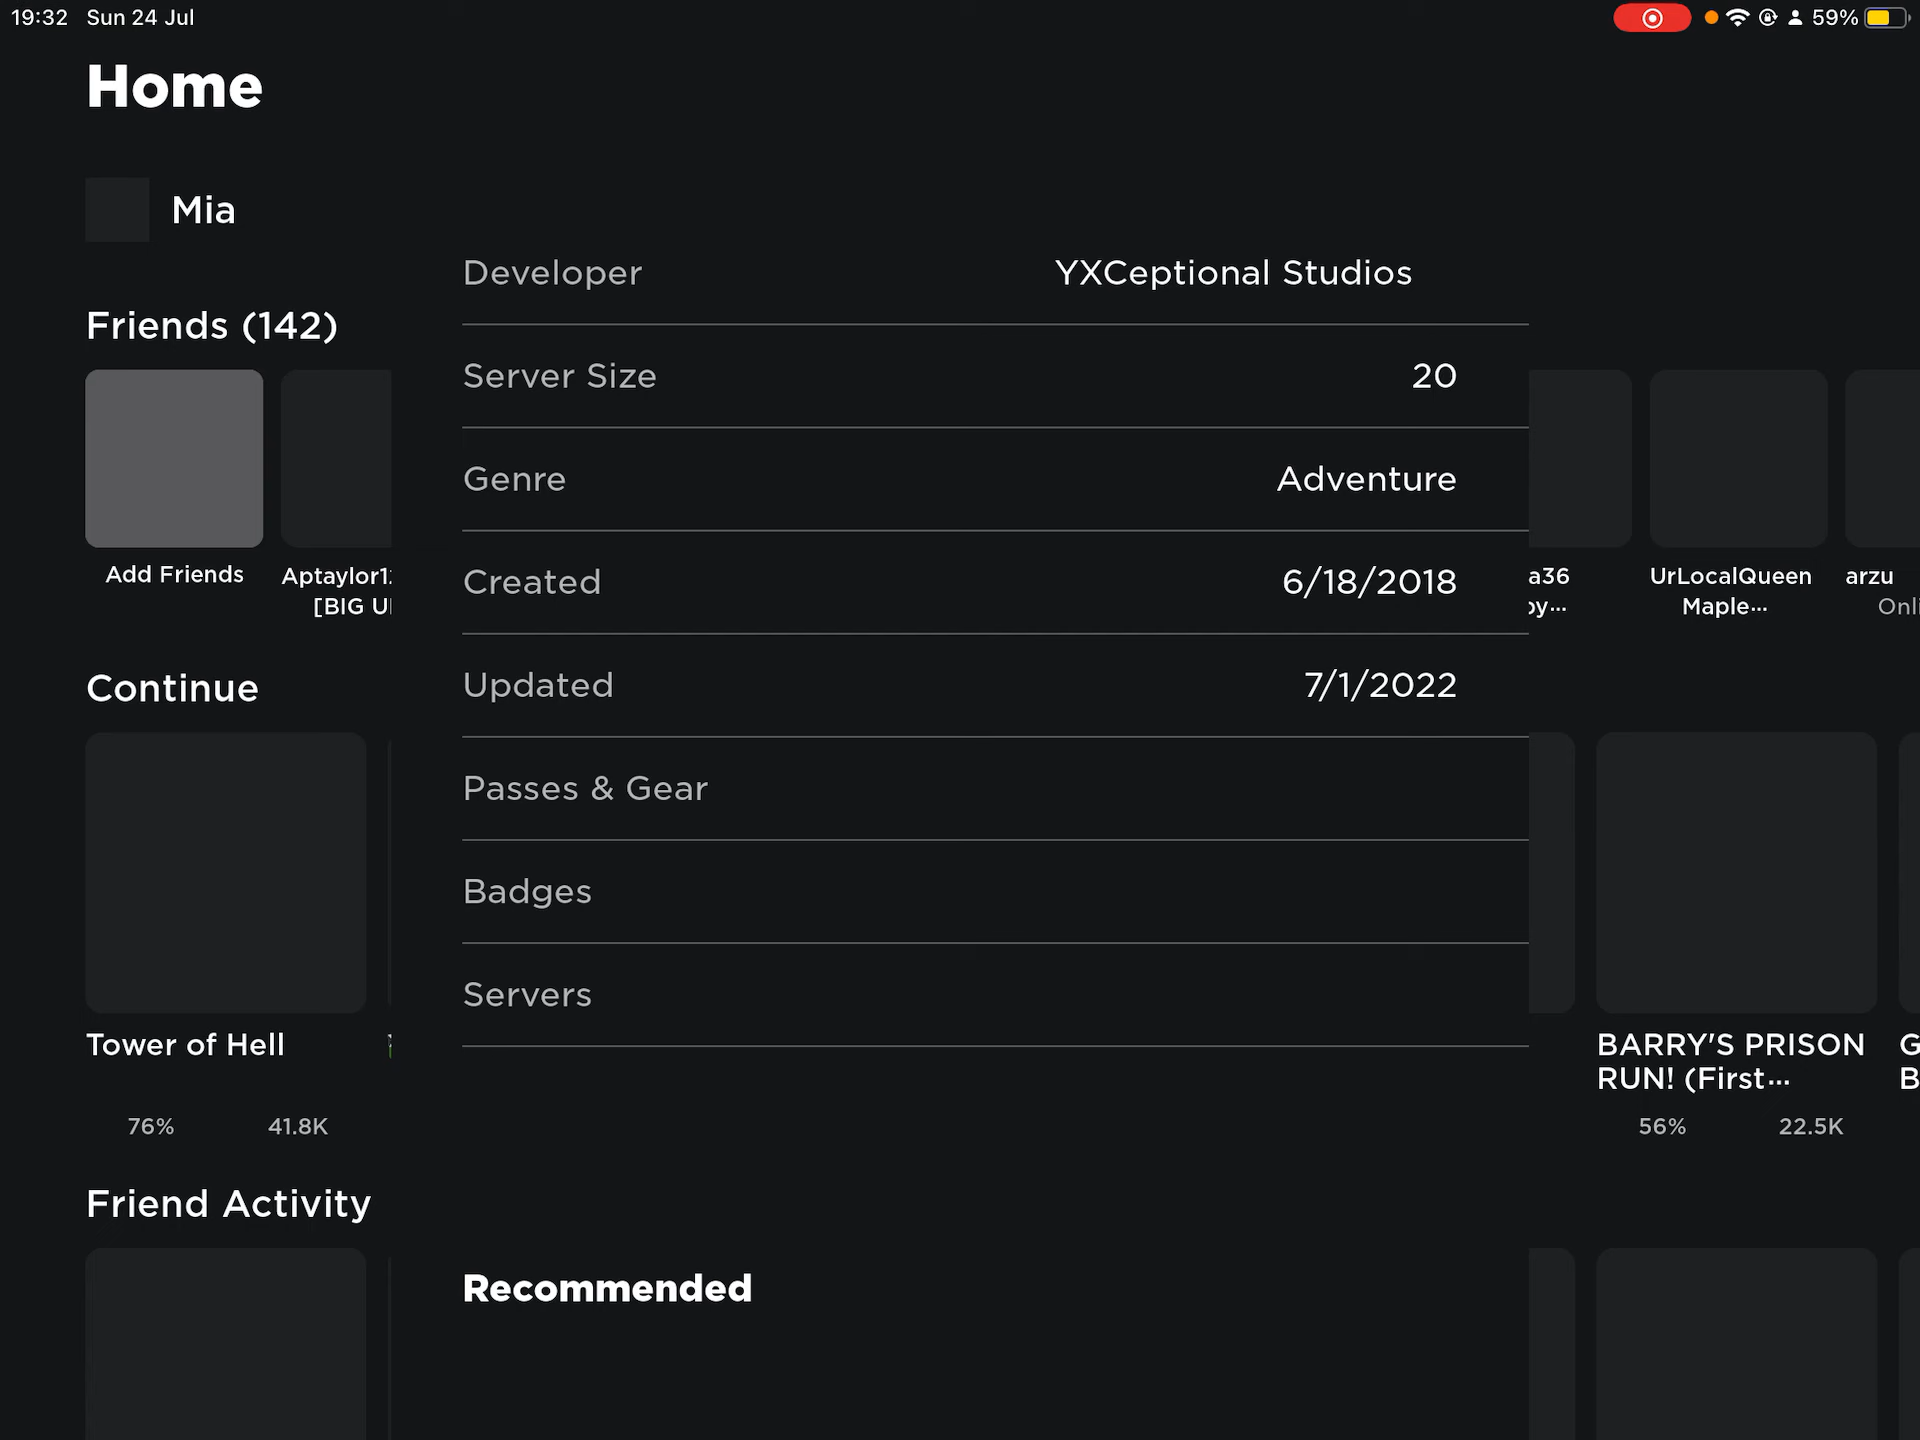 19:32 Sun 24 Jul
59%
Home
Mia
Developer YXCeptional Studios
Friends (142)
Server Size 20
Genre Adventure
Add Friends
UrLocalQueen
Maple...
arzu
Created 6/18/2018
Updated 7/1/2022
Continue
Passes & Gear
Badges
Servers
Tower of Hell
76% 41.8K
BARRY'S PRISON
RUN! (First...
56% 22.5K
Friend Activity
Recommended